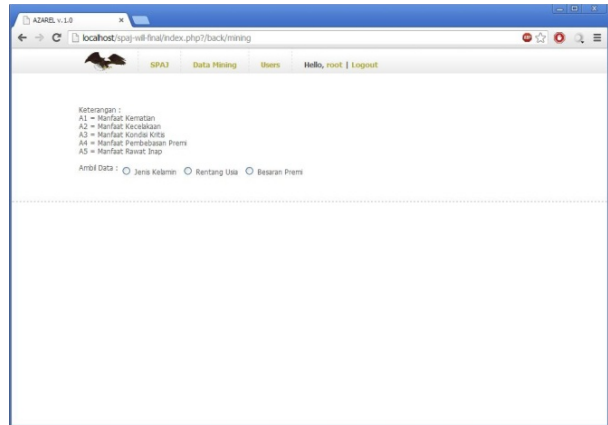 AZAREL v.1.0
localhost/spaj-will-final/index.php?/back/mining
SPAJ Data Mining Users Hello, root | Logout
Keterangan :
A1 = Manfaat Kematian
A2 = Manfaat Kecelakaan
A3 = Manfaat Kondisi Kritis
A4 = Manfaat Pembebasan Premi
A5 = Manfaat Rawat Inap
Ambil Data : Jenis Kelamin Rentang Usia Besaran Premi